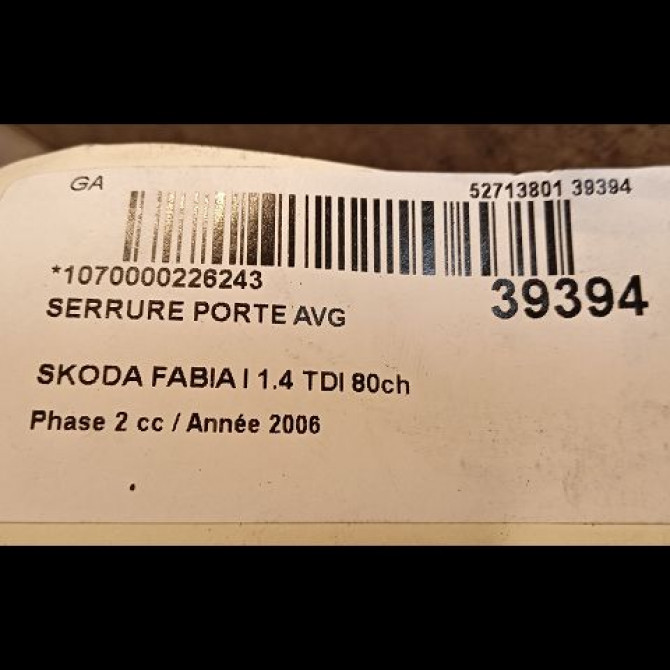 GA
52713801 39394
*1070000226243
39394
SERRURE PORTE AVG
SKODA FABIA I 1.4 TDI 80ch
Phase 2 cc / Année 2006